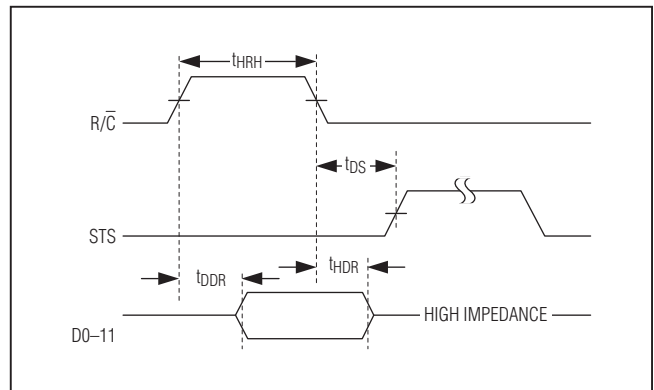 tHRH
R/C̅
tDS
STS
tDDR
tHDR
HIGH IMPEDANCE
D0–11